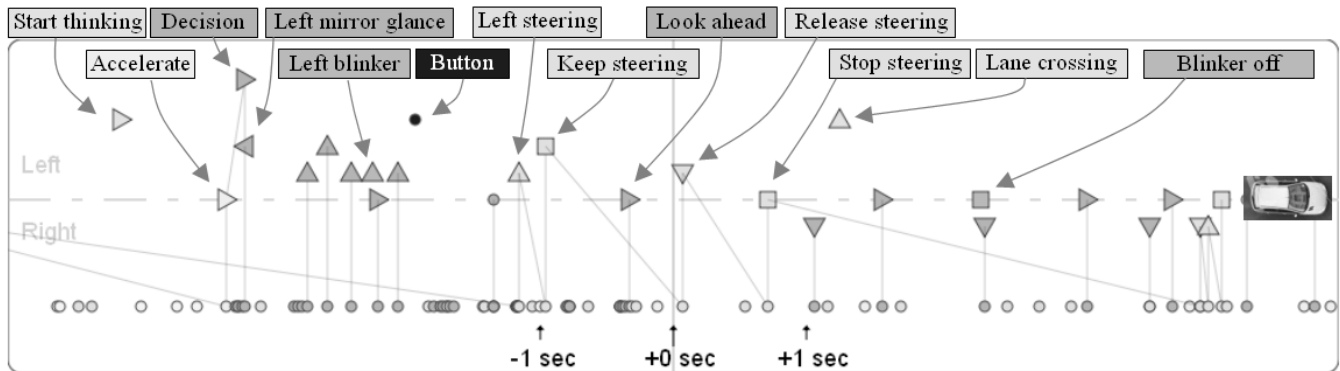 Start thinking
Decision
Left mirror glance
Left steering
Look ahead
Release steering
Accelerate
Left blinker
Button
Keep steering
Stop steering
Lane crossing
Blinker off
Left
Right
-1 sec
+0 sec
+1 sec